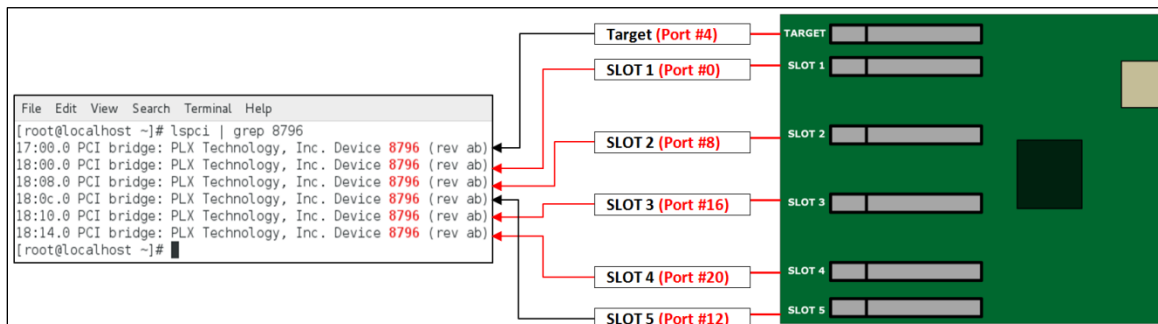 File Edit View Search Terminal Help
[root@localhost ~]# lspci | grep 8796
17:00.0 PCI bridge: PLX Technology, Inc. Device 8796 (rev ab)
18:00.0 PCI bridge: PLX Technology, Inc. Device 8796 (rev ab)
18:08.0 PCI bridge: PLX Technology, Inc. Device 8796 (rev ab)
18:0c.0 PCI bridge: PLX Technology, Inc. Device 8796 (rev ab)
18:10.0 PCI bridge: PLX Technology, Inc. Device 8796 (rev ab)
18:14.0 PCI bridge: PLX Technology, Inc. Device 8796 (rev ab)
[root@localhost ~]#
Target (Port #4)
SLOT 1 (Port #0)
SLOT 2 (Port #8)
SLOT 3 (Port #16)
SLOT 4 (Port #20)
SLOT 5 (Port #12)
TARGET
SLOT 1
SLOT 2
SLOT 3
SLOT 4
SLOT 5